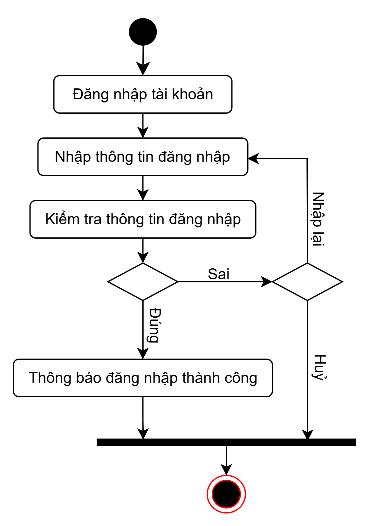 Đăng nhập tài khoản
Nhập thông tin đăng nhập
Kiểm tra thông tin đăng nhập
Sai
Nhập lại
Đúng
Huỷ
Thông báo đăng nhập thành công